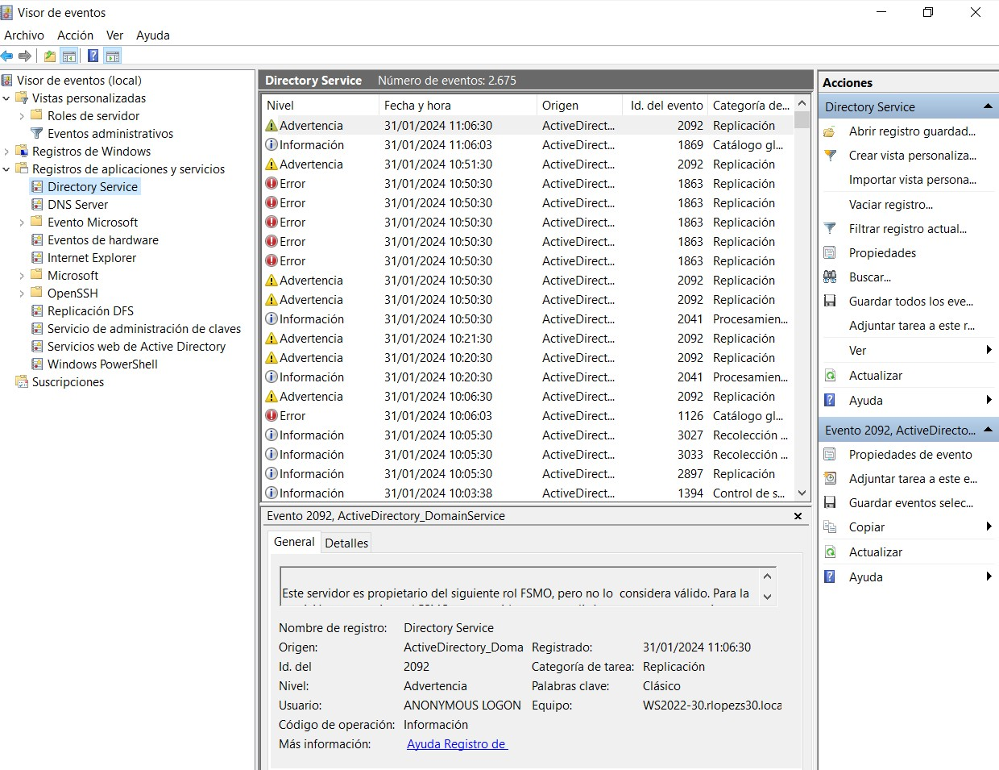 Visor de eventos
Archivo Acción Ver Ayuda
Visor de eventos (local)
Vistas personalizadas
Roles de servidor
Eventos administrativos
Registros de Windows
Registros de aplicaciones y servicios
Directory Service
DNS Server
Evento Microsoft
Eventos de hardware
Internet Explorer
Microsoft
OpenSSH
Replicación DFS
Servicio de administración de claves
Servicios web de Active Directory
Windows PowerShell
Suscripciones
Directory Service Número de eventos: 2.675
Nivel Fecha y hora Origen Id. del evento Categoría de...
Advertencia 31/01/2024 11:06:30 ActiveDirect... 2092 Replicación
Información 31/01/2024 11:06:03 ActiveDirect... 1869 Catálogo gl...
Advertencia 31/01/2024 10:51:30 ActiveDirect... 2092 Replicación
Error 31/01/2024 10:50:30 ActiveDirect... 1863 Replicación
Error 31/01/2024 10:50:30 ActiveDirect... 1863 Replicación
Error 31/01/2024 10:50:30 ActiveDirect... 1863 Replicación
Error 31/01/2024 10:50:30 ActiveDirect... 1863 Replicación
Error 31/01/2024 10:50:30 ActiveDirect... 1863 Replicación
Advertencia 31/01/2024 10:50:30 ActiveDirect... 2092 Replicación
Advertencia 31/01/2024 10:50:30 ActiveDirect... 2092 Replicación
Información 31/01/2024 10:50:30 ActiveDirect... 2041 Procesamien...
Advertencia 31/01/2024 10:21:30 ActiveDirect... 2092 Replicación
Advertencia 31/01/2024 10:20:30 ActiveDirect... 2092 Replicación
Información 31/01/2024 10:20:30 ActiveDirect... 2041 Procesamien...
Advertencia 31/01/2024 10:06:30 ActiveDirect... 2092 Replicación
Error 31/01/2024 10:06:03 ActiveDirect... 1126 Catálogo gl...
Información 31/01/2024 10:05:30 ActiveDirect... 3027 Recolección ...
Información 31/01/2024 10:05:30 ActiveDirect... 3033 Recolección ...
Información 31/01/2024 10:05:30 ActiveDirect... 2897 Replicación
Información 31/01/2024 10:03:38 ActiveDirect... 1394 Control de s...
Evento 2092, ActiveDirectory_DomainService
General Detalles
Este servidor es propietario del siguiente rol FSMO, pero no lo considera válido. Para la
Nombre de registro: Directory Service
Origen: ActiveDirectory_Doma Registrado: 31/01/2024 11:06:30
Id. del 2092 Categoría de tarea: Replicación
Nivel: Advertencia Palabras clave: Clásico
Usuario: ANONYMOUS LOGON Equipo: WS2022-30.rlopezs30.loca
Código de operación: Información
Más información: Ayuda Registro de
Acciones
Directory Service
Abrir registro guardad...
Crear vista personaliza...
Importar vista persona...
Vaciar registro...
Filtrar registro actual...
Propiedades
Buscar...
Guardar todos los eve...
Adjuntar tarea a este r...
Ver
Actualizar
Ayuda
Evento 2092, ActiveDirecto...
Propiedades de evento
Adjuntar tarea a este e...
Guardar eventos selec...
Copiar
Actualizar
Ayuda